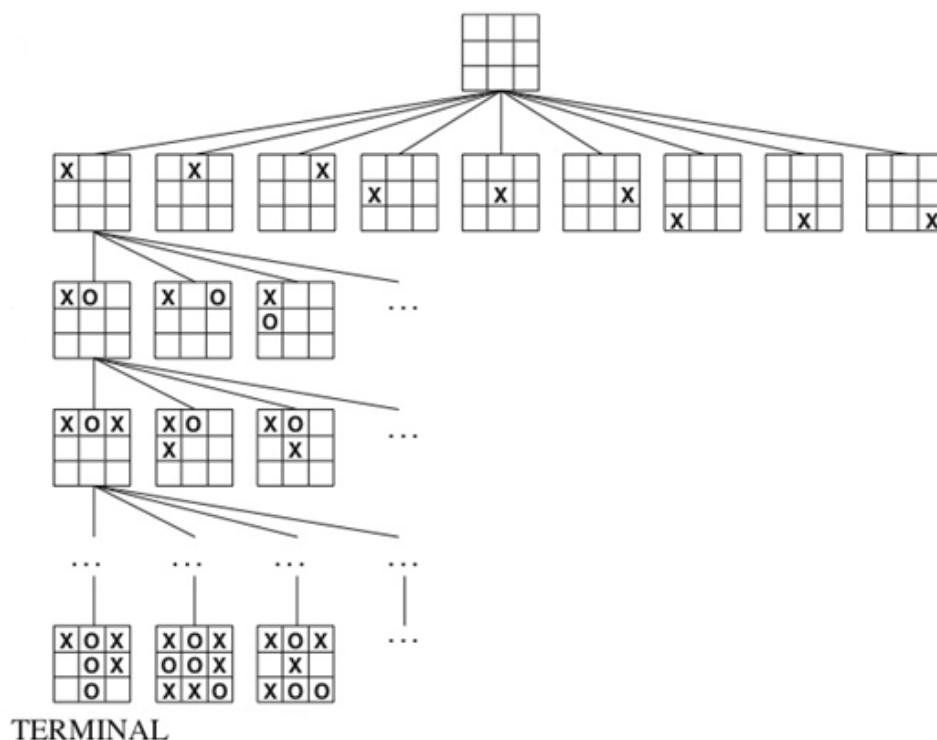 X X X X X X X X X
X O X O X ...
O
X O X X O X O ...
X X
... ... ... ...
X O X X O X X O X ...
O X O O X X
O X X O X O O
TERMINAL